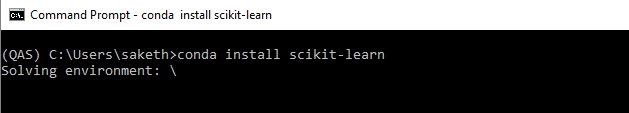 Command Prompt - conda  install scikit-learn
(QAS) C:\Users\saketh>conda install scikit-learn
Solving environment: \